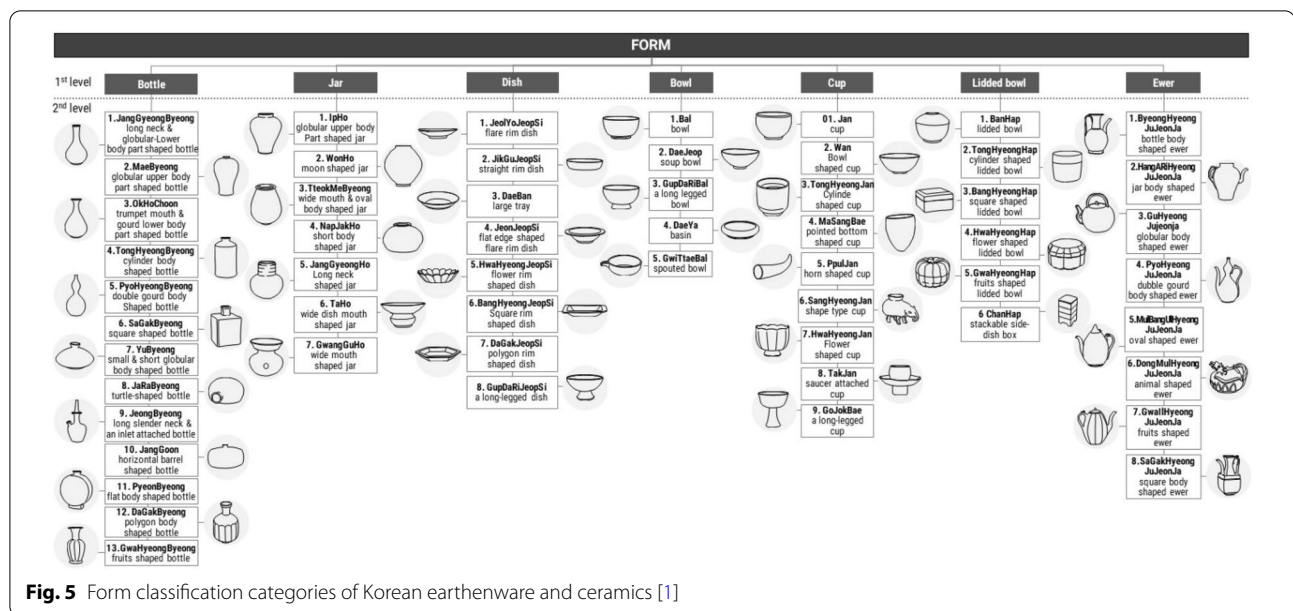 FORM
1st level
Bottle
Jar
Dish
Bowl
Cup
Lidded bowl
Ewer
2nd level
1.JangGyeongByeong
long neck &
globular-Lower
body part shaped bottle
2.MaeByeong
globular upper body
part shaped bottle
3.OkHoChoon
trumpet mouth &
gourd lower body
part shaped bottle
4.TongHyeongByeong
cylinder body
shaped bottle
5. PyoHyeongByeong
double gourd body
Shaped bottle
6. SaGakByeong
square shaped bottle
7. YuByeong
small & short globular
body shaped bottle
8. JaRaByeong
turtle-shaped bottle
9. JeongByeong
long slender neck &
an inlet attached bottle
10. JangGoon
horizontal barrel
shaped bottle
11. PyeonByeong
flat body shaped bottle
12. DaGakByeong
polygon body
shaped bottle
13.GwaHyeongByeong
fruits shaped bottle
1. IpHo
globular upper body
Part shaped jar
2. WonHo
moon shaped jar
3.TteokMeByeong
wide mouth & oval
body shaped jar
4. NapJakHo
short body
shaped jar
5. JangGyeongHo
Long neck
shaped jar
6. TaHo
wide dish mouth
shaped jar
7. GwangGuHo
wide mouth
shaped jar
1. JeolYoJeopSi
flare rim dish
2. JikGuJeopSi
straight rim dish
3. DaeBan
large tray
4. JeonJeopSi
flat edge shaped
flare rim dish
5.HwaHyeongJeopSi
flower rim
shaped dish
6.BangHyeongJeopSi
Square rim
shaped dish
7. DaGakJeopSi
polygon rim
shaped dish
8. GupDaRiJeopSi
a long-legged dish
1.Bal
bowl
2. DaeJeop
soup bowl
3. GupDaRiBal
a long legged
bowl
4. DaeYa
basin
5. GwiTtaeBal
spouted bowl
01. Jan
cup
2. Wan
Bowl
shaped cup
3.TongHyeongJan
Cylinde
shaped cup
4. MaSangBae
pointed bottom
shaped cup
5. PpulJan
horn shaped cup
6.SangHyeongJan
shape type cup
7.HwaHyeongJan
Flower
shaped cup
8. TakJan
saucer attached
cup
9. GoJokBae
a long-legged
cup
1. BanHap
lidded bowl
2.TongHyeongHap
cylinder shaped
lidded bowl
3.BangHyeongHap
square shaped
lidded bowl
4.HwaHyeongHap
flower shaped
lidded bowl
5.GwaHyeongHap
fruits shaped
lidded bowl
6 ChanHap
stackable side-
dish box
1.ByeongHyeong
JuJeonJa
bottle body
shaped ewer
2.HangARiHyeong
JuJeonJa
jar body shaped
ewer
3.GuHyeong
Jujeonja
globular body
shaped ewer
4. PyoHyeong
JuJeonJa
dubble gourd
body shaped ewer
5.MulBangUlHyeong
JuJeonJa
oval shaped ewer
6.DongMulHyeong
JuJeonJa
animal shaped
ewer
7.GwaIlHyeong
JuJeonJa
fruits shaped
ewer
8.SaGakHyeong
JuJeonJa
square body
shaped ewer
Fig. 5 Form classification categories of Korean earthenware and ceramics [1]